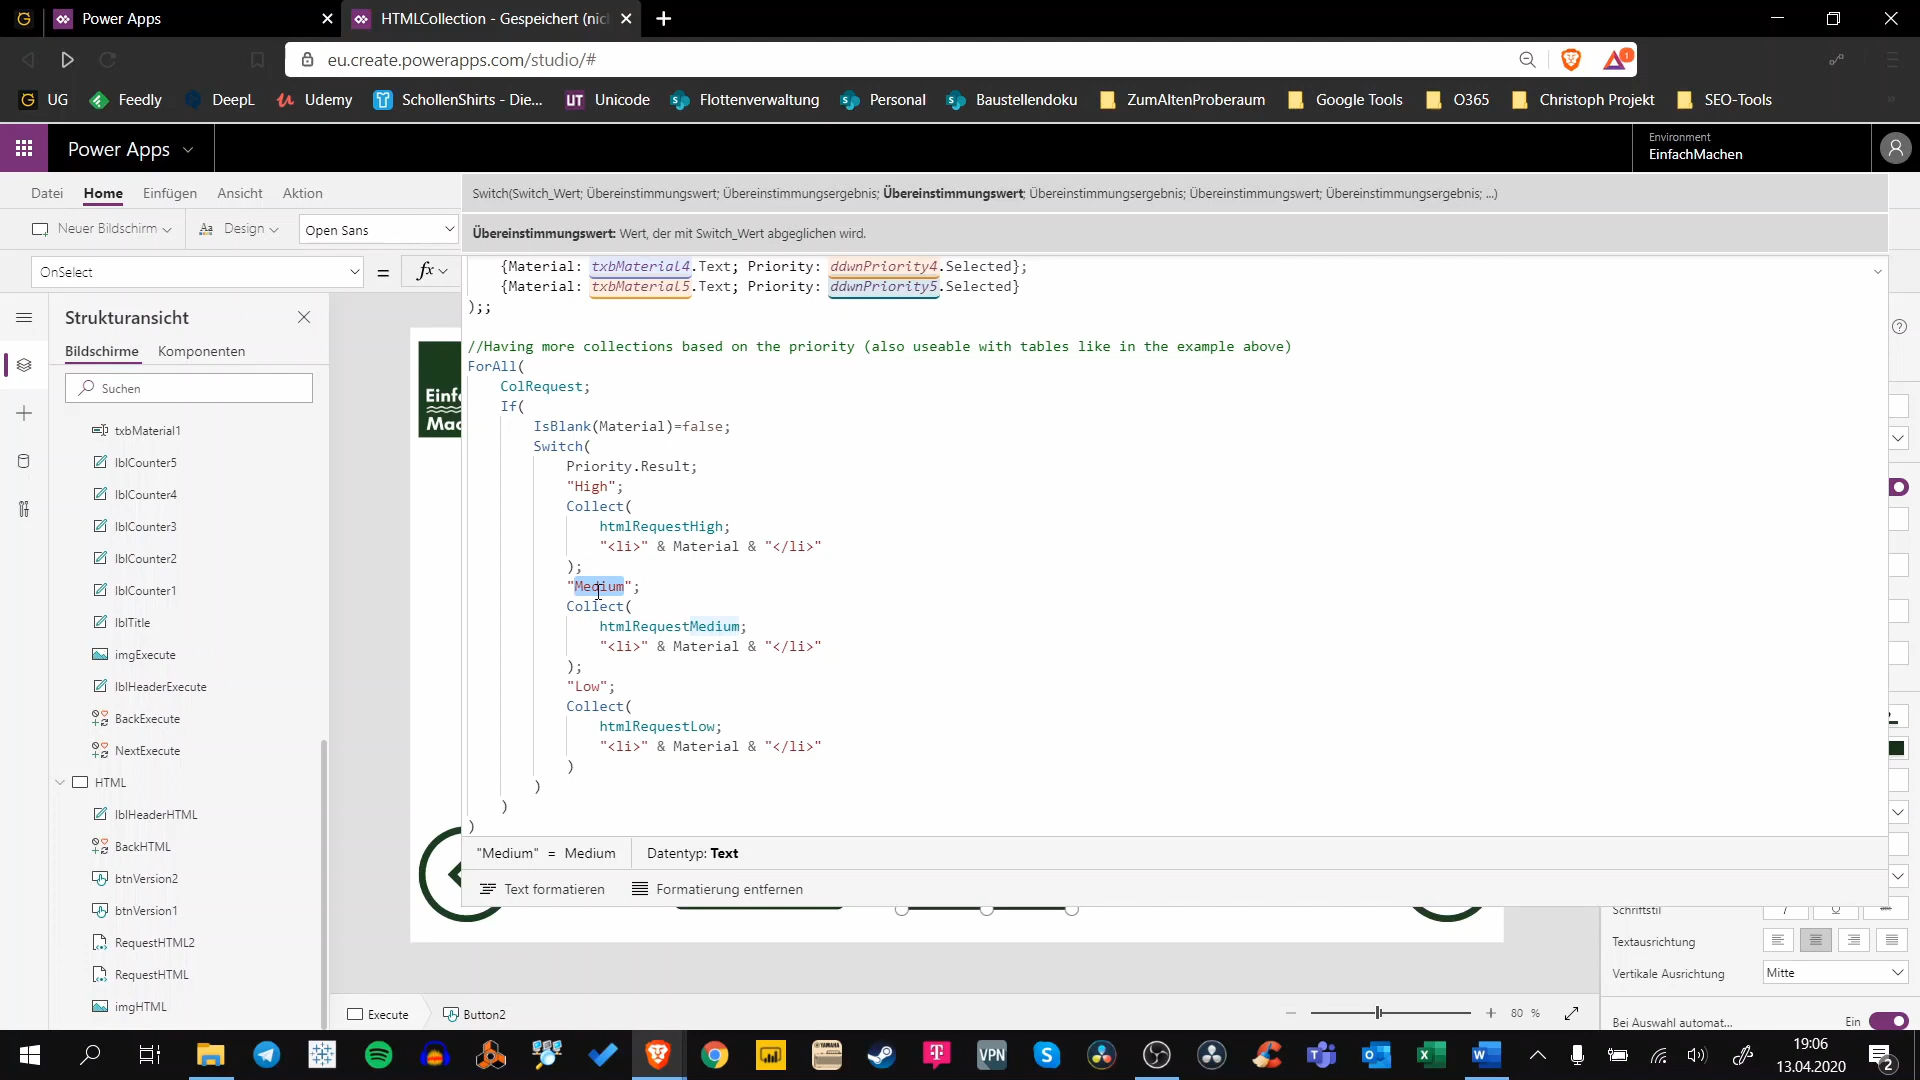 Power Apps
HTMLCollection - Gespeichert (nic
eu.create.powerapps.com/studio/#
UG
Feedly
DeepL
Udemy
SchollenShirts - Die...
UT
Unicode
Flottenverwaltung
Personal
Baustellendoku
ZumAltenProberaum
Google Tools
O365
Christoph Projekt
SEO-Tools
Power Apps
Environment
EinfachMachen
Datei
Home
Einfügen
Ansicht
Aktion
Switch(Switch_Wert; Übereinstimmungswert; Übereinstimmungsergebnis; Übereinstimmungswert; Übereinstimmungsergebnis; Übereinstimmungswert; Übereinstimmungsergebnis; ...)
Neuer Bildschirm
Design
Open Sans
Übereinstimmungswert: Wert, der mit Switch_Wert abgeglichen wird.
OnSelect
=
fx
{Material: txbMaterial4.Text; Priority: ddwnPriority4.Selected};
{Material: txbMaterial5.Text; Priority: ddwnPriority5.Selected}
);;
//Having more collections based on the priority (also useable with tables like in the example above)
ForAll(
ColRequest;
If(
IsBlank(Material)=false;
Switch(
Priority.Result;
"High";
Collect(
htmlRequestHigh;
"<li>" & Material & "</li>"
);
"Medium";
Collect(
htmlRequestMedium;
"<li>" & Material & "</li>"
);
"Low";
Collect(
htmlRequestLow;
"<li>" & Material & "</li>"
)
)
)
)
"Medium" = Medium
Datentyp: Text
Text formatieren
Formatierung entfernen
Strukturansicht
Bildschirme
Komponenten
Suchen
txbMaterial1
lblCounter5
lblCounter4
lblCounter3
lblCounter2
lblCounter1
lblTitle
imgExecute
lblHeaderExecute
BackExecute
NextExecute
HTML
lblHeaderHTML
BackHTML
btnVersion2
btnVersion1
RequestHTML2
RequestHTML
imgHTML
Schriftstil
Textausrichtung
Vertikale Ausrichtung
Mitte
Bei Auswahl automat...
Ein
Execute
Button2
80 %
VPN
19:06
13.04.2020
2